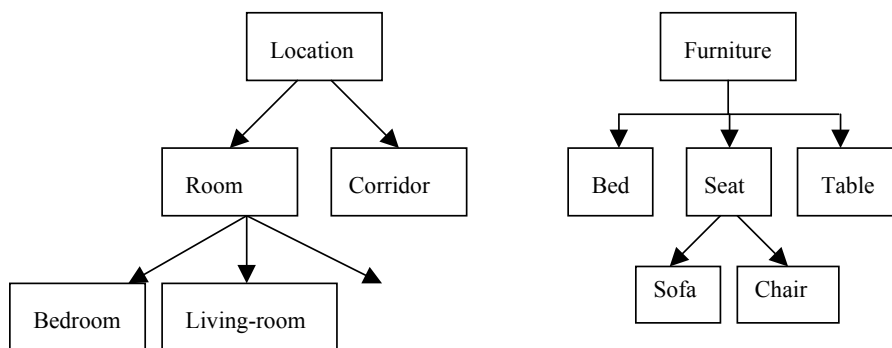 Location
Furniture
Room
Corridor
Bed
Seat
Table
Bedroom
Living-room
Sofa
Chair